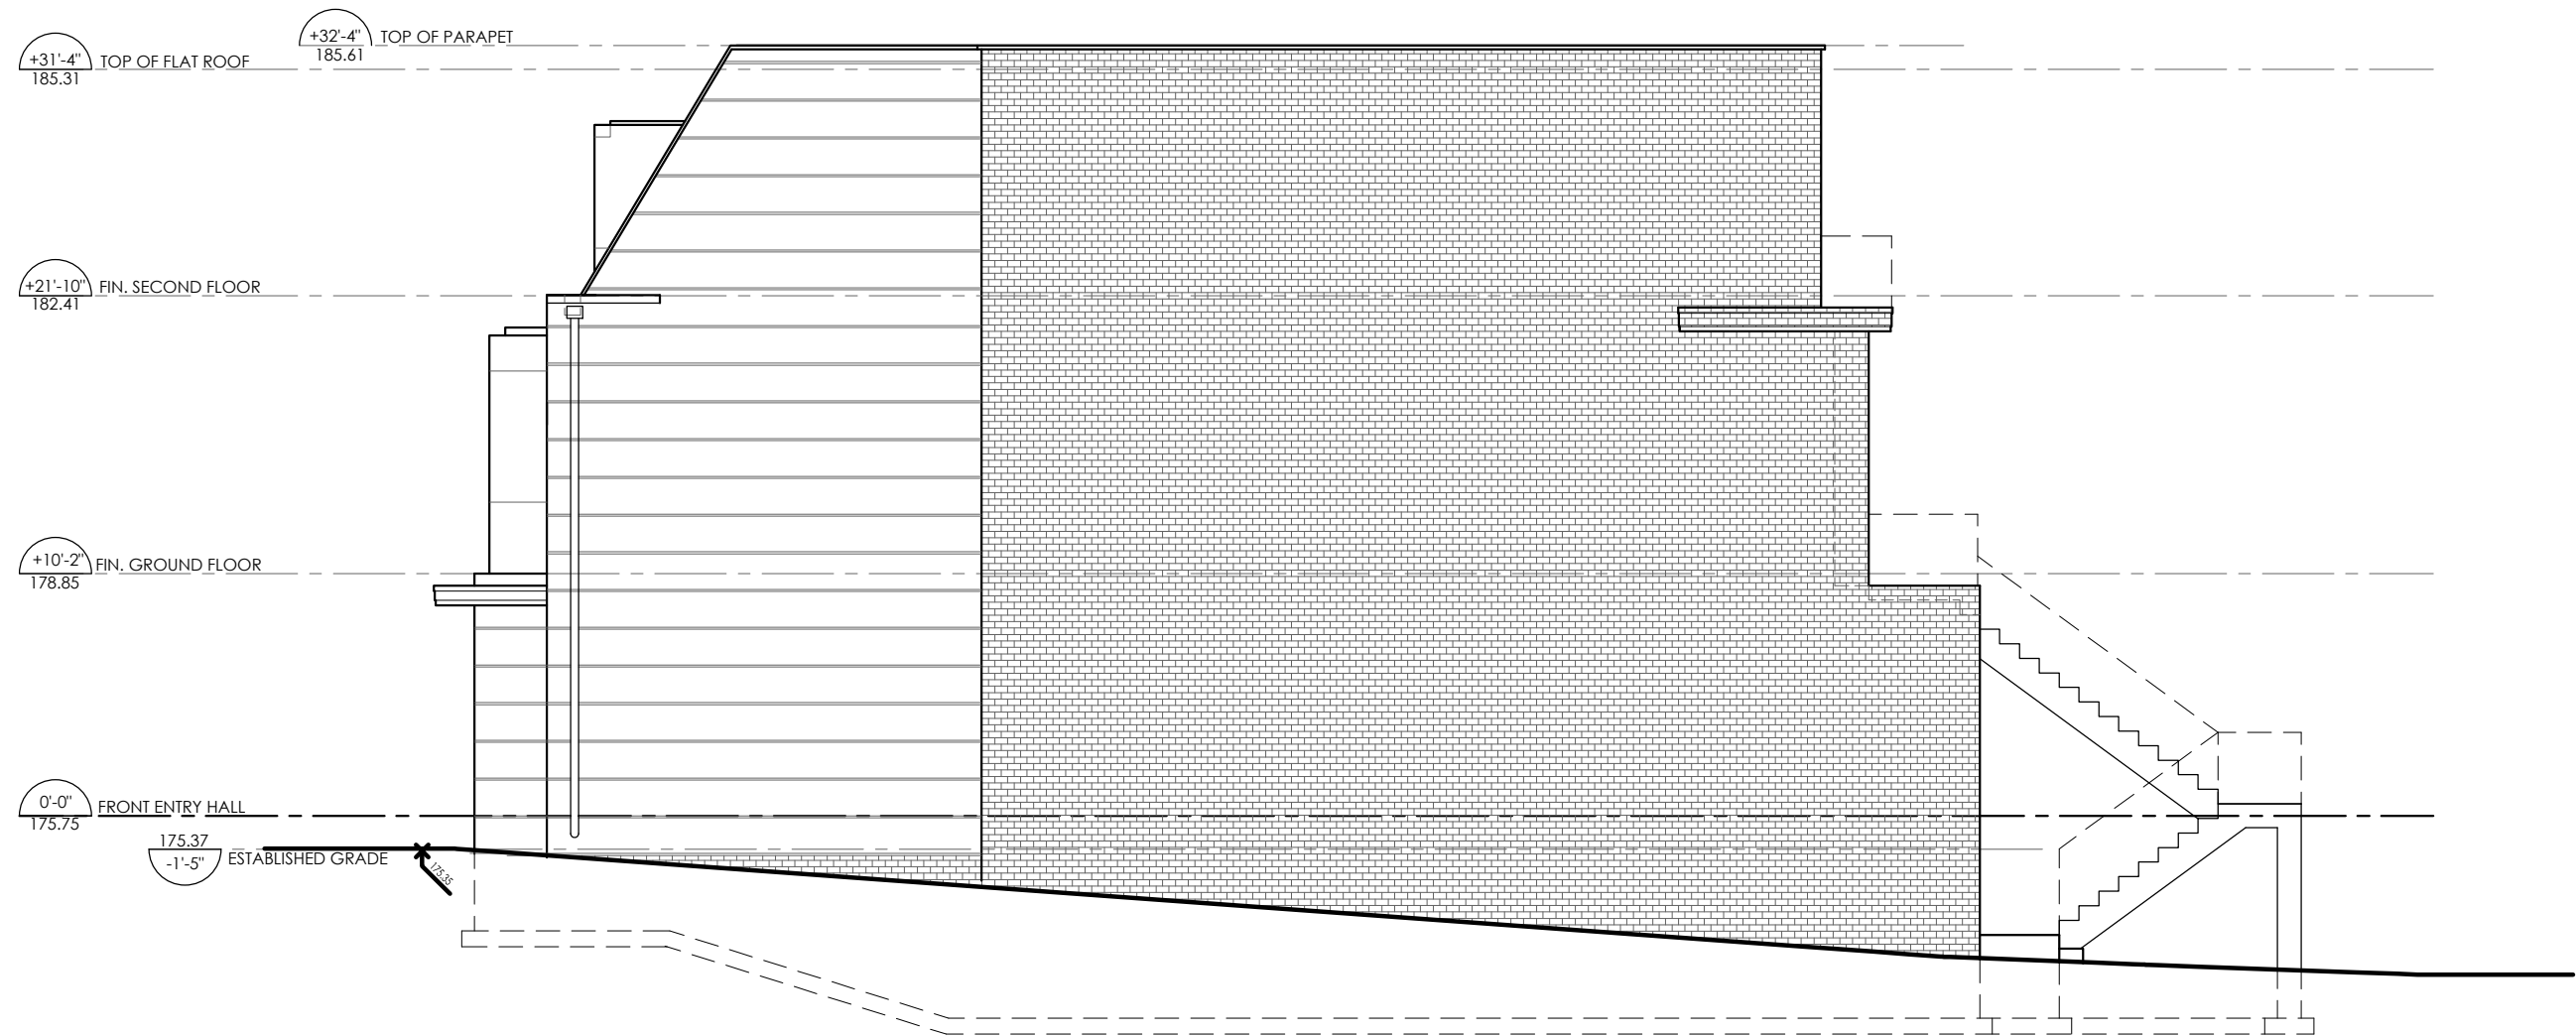 +32'-4" TOP OF PARAPET
185.61
+31'-4" TOP OF FLAT ROOF
185.31
+21'-10" FIN. SECOND FLOOR
182.41
+10'-2" FIN. GROUND FLOOR
178.85
0'-0" FRONT ENTRY HALL
175.75
175.37
-1'-5" ESTABLISHED GRADE
175.35